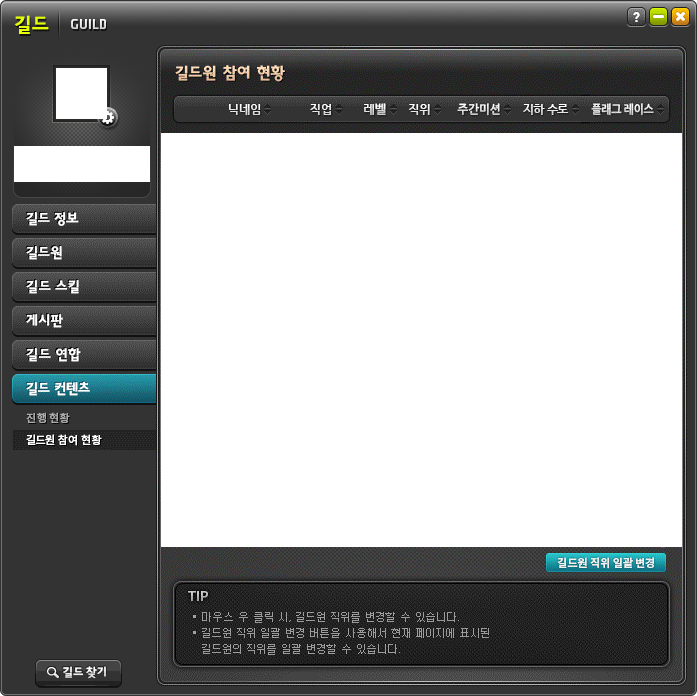 길드 GUILD
?
길드원 참여 현황
닉네임 직업 레벨 직위 주간미션 지하 수로 플래그 레이스
길드 정보
길드원
길드 스킬
게시판
길드 연합
길드 컨텐츠
진행 현황
길드원 참여 현황
길드 찾기
길드원 직위 일괄 변경
TIP
• 마우스 우 클릭 시, 길드원 직위를 변경할 수 있습니다.
• 길드원 직위 일괄 변경 버튼을 사용해서 현재 페이지에 표시된
길드원의 직위를 일괄 변경할 수 있습니다.